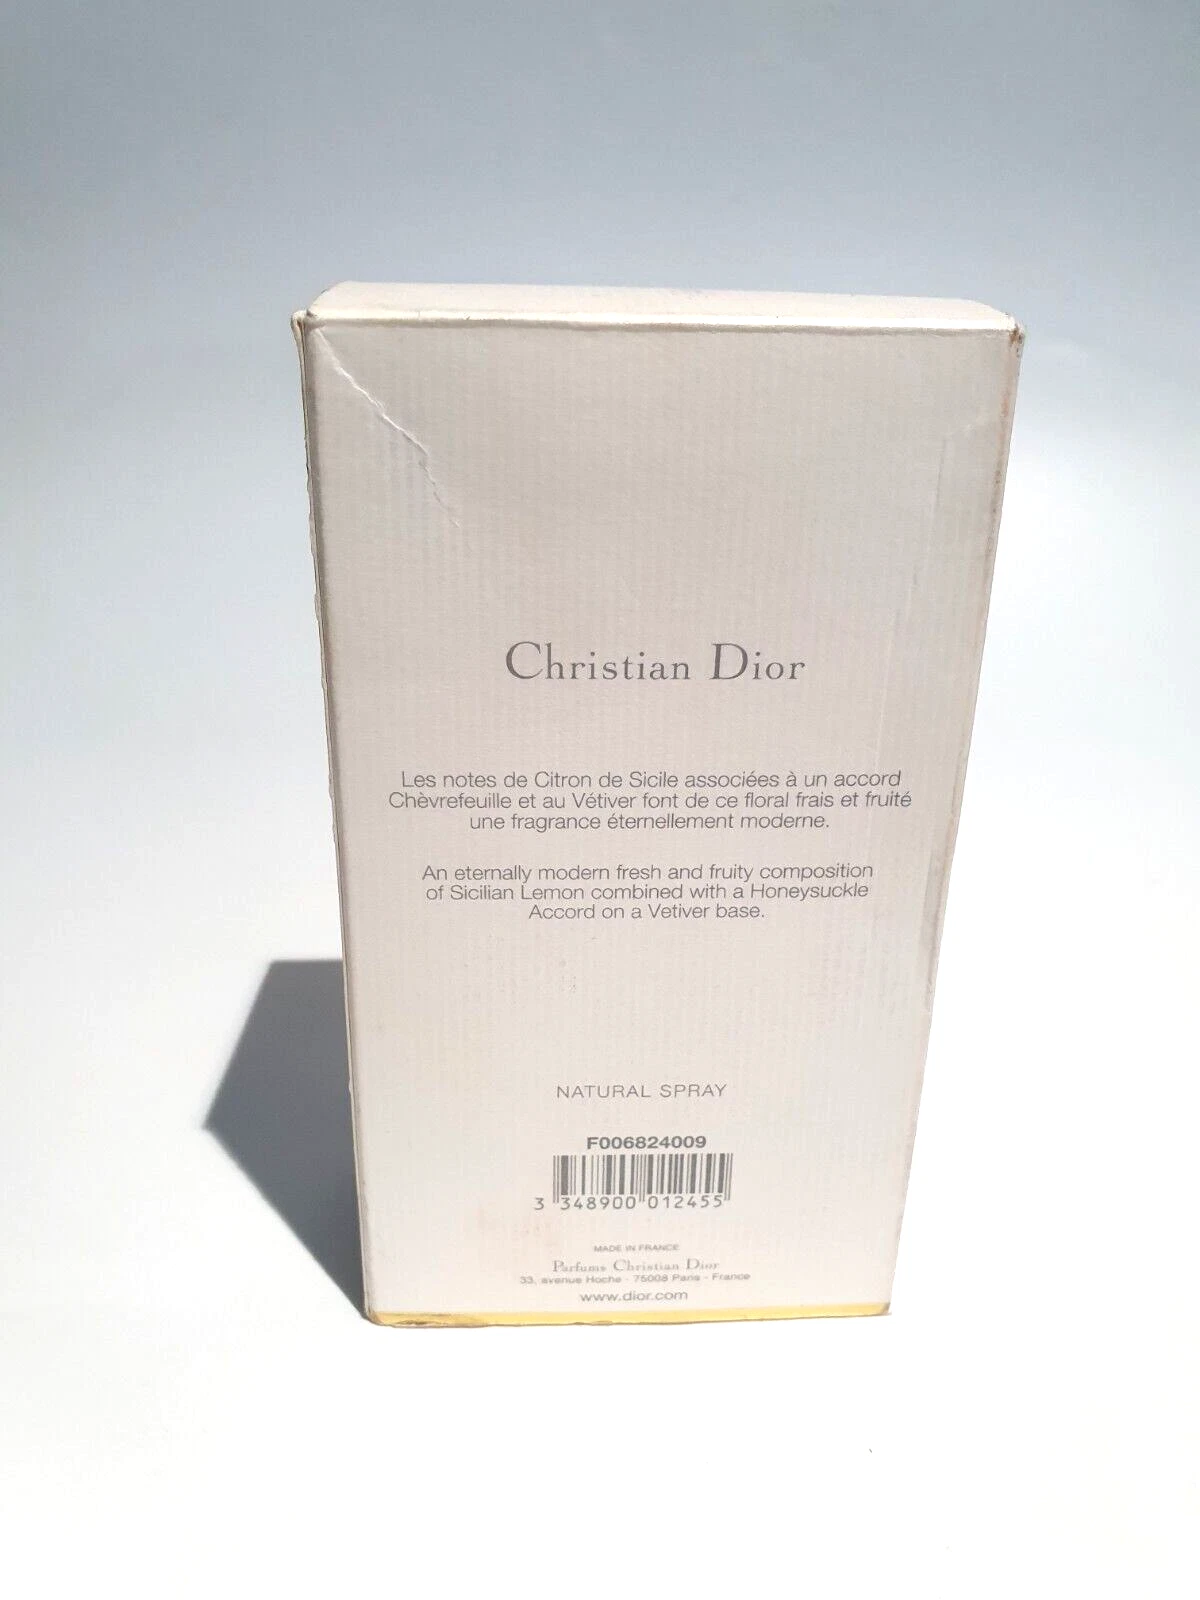 Christian Dior
Les notes de Citron de Sicile associées à un accord
Chèvrefeuille et au Vétiver font de ce floral frais et fruité
une fragrance éternellement moderne.
An eternally modern fresh and fruity composition
of Sicilian Lemon combined with a Honeysuckle
Accord on a Vetiver base.
NATURAL SPRAY
F006824009
3 348900 012455
MADE IN FRANCE
Parfums Christian Dior
33, avenue Hoche - 75008 Paris - France
www.dior.com